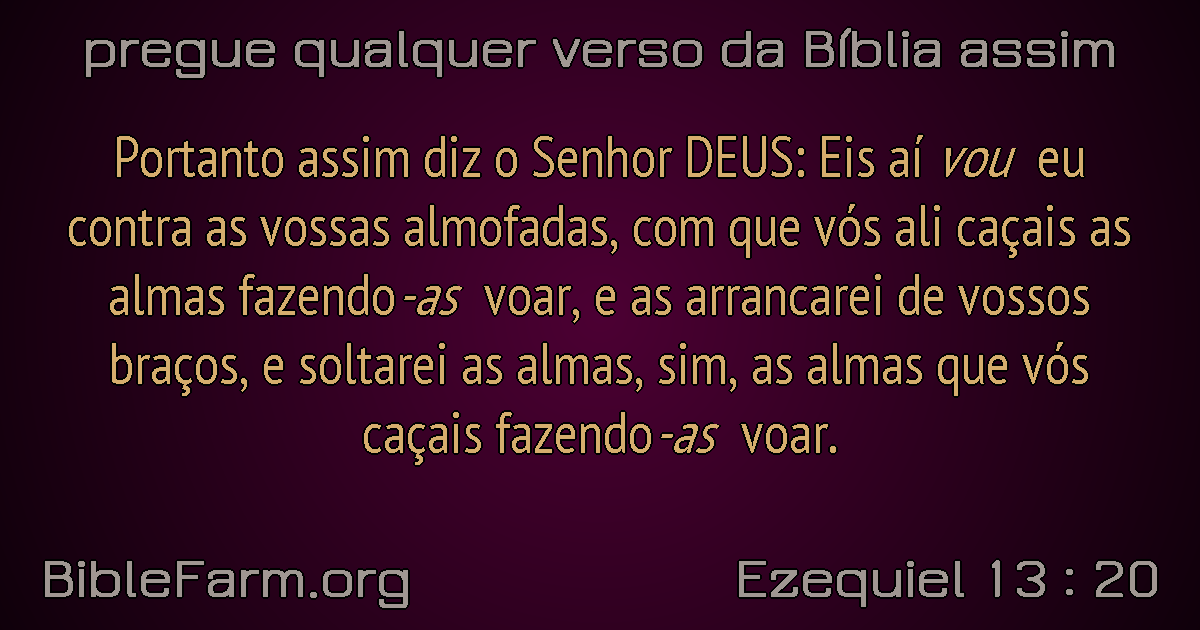 pregue qualquer verso da Bíblia assim
Portanto assim diz o Senhor DEUS: Eis aí vou eu
contra as vossas almofadas, com que vós ali caçais as
almas fazendo-as voar, e as arrancarei de vossos
braços, e soltarei as almas, sim, as almas que vós
caçais fazendo-as voar.
BibleFarm.org
Ezequiel 13 : 20